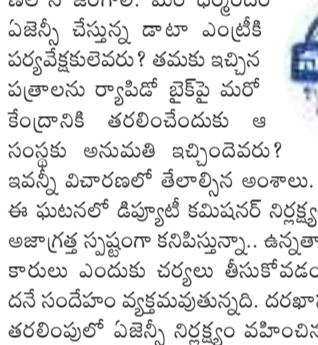 ఏజెన్సీ చేస్తున్న డాటా ఎంట్రీకి
పర్యవేక్షకులెవరు? తమకు ఇచ్చిన
పత్రాలను ర్యాపిడో బైక్‌పై మరో
కేంద్రానికి తరలించేందుకు ఆ
సంస్థకు అనుమతి ఇచ్చిందెవరు?
ఇవన్నీ విచారణలో తేలాల్సిన అంశాలు.
ఈ ఘటనలో డిప్యూటీ కమిషనర్ నిర్లక్ష్య
అజాగ్రత్త స్పష్టంగా కనిపిస్తున్నా.. ఉన్నతా
కారులు ఎందుకు చర్యలు తీసుకోవడం
దనే సందేహం వ్యక్తమవుతున్నది. దరఖా
తరలింపులో ఏజెన్సీ నిర్లక్ష్యం వహించిన